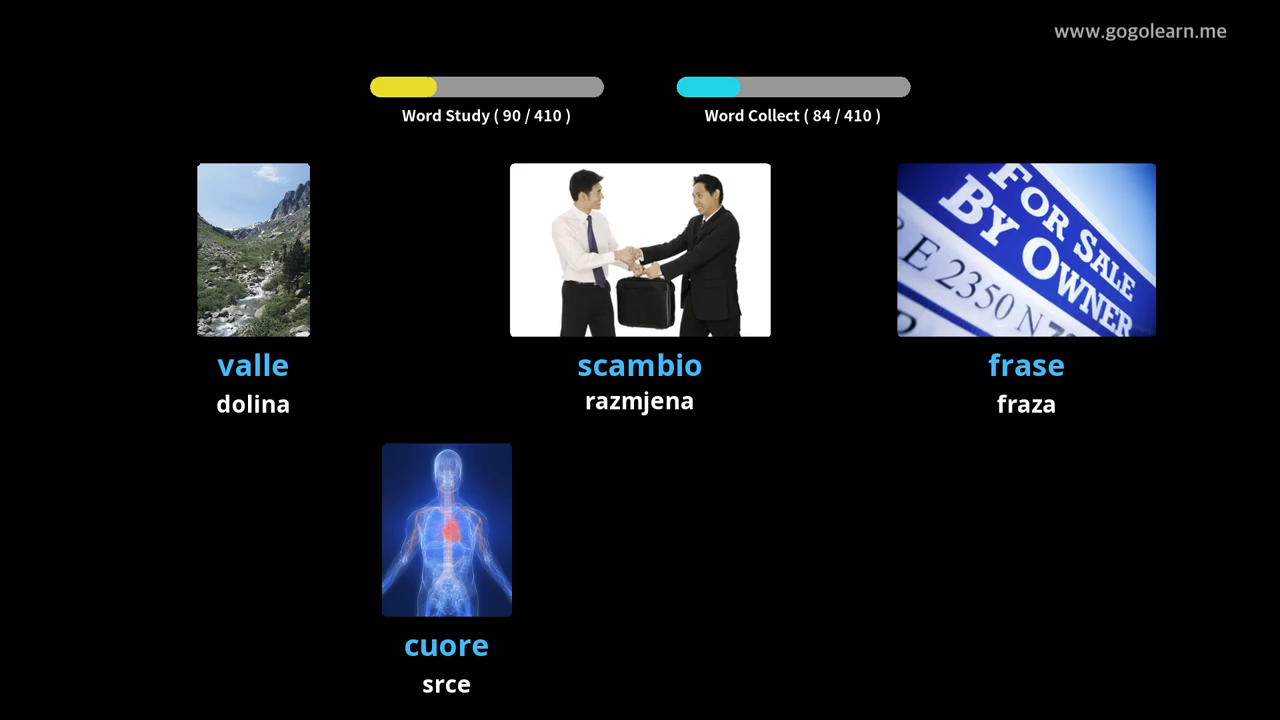 www.gogolearn.me
Word Study ( 90 / 410 )
Word Collect ( 84 / 410 )
FOR SALE
BY OWNER
E 2350 N
valle
dolina
scambio
razmjena
frase
fraza
cuore
srce